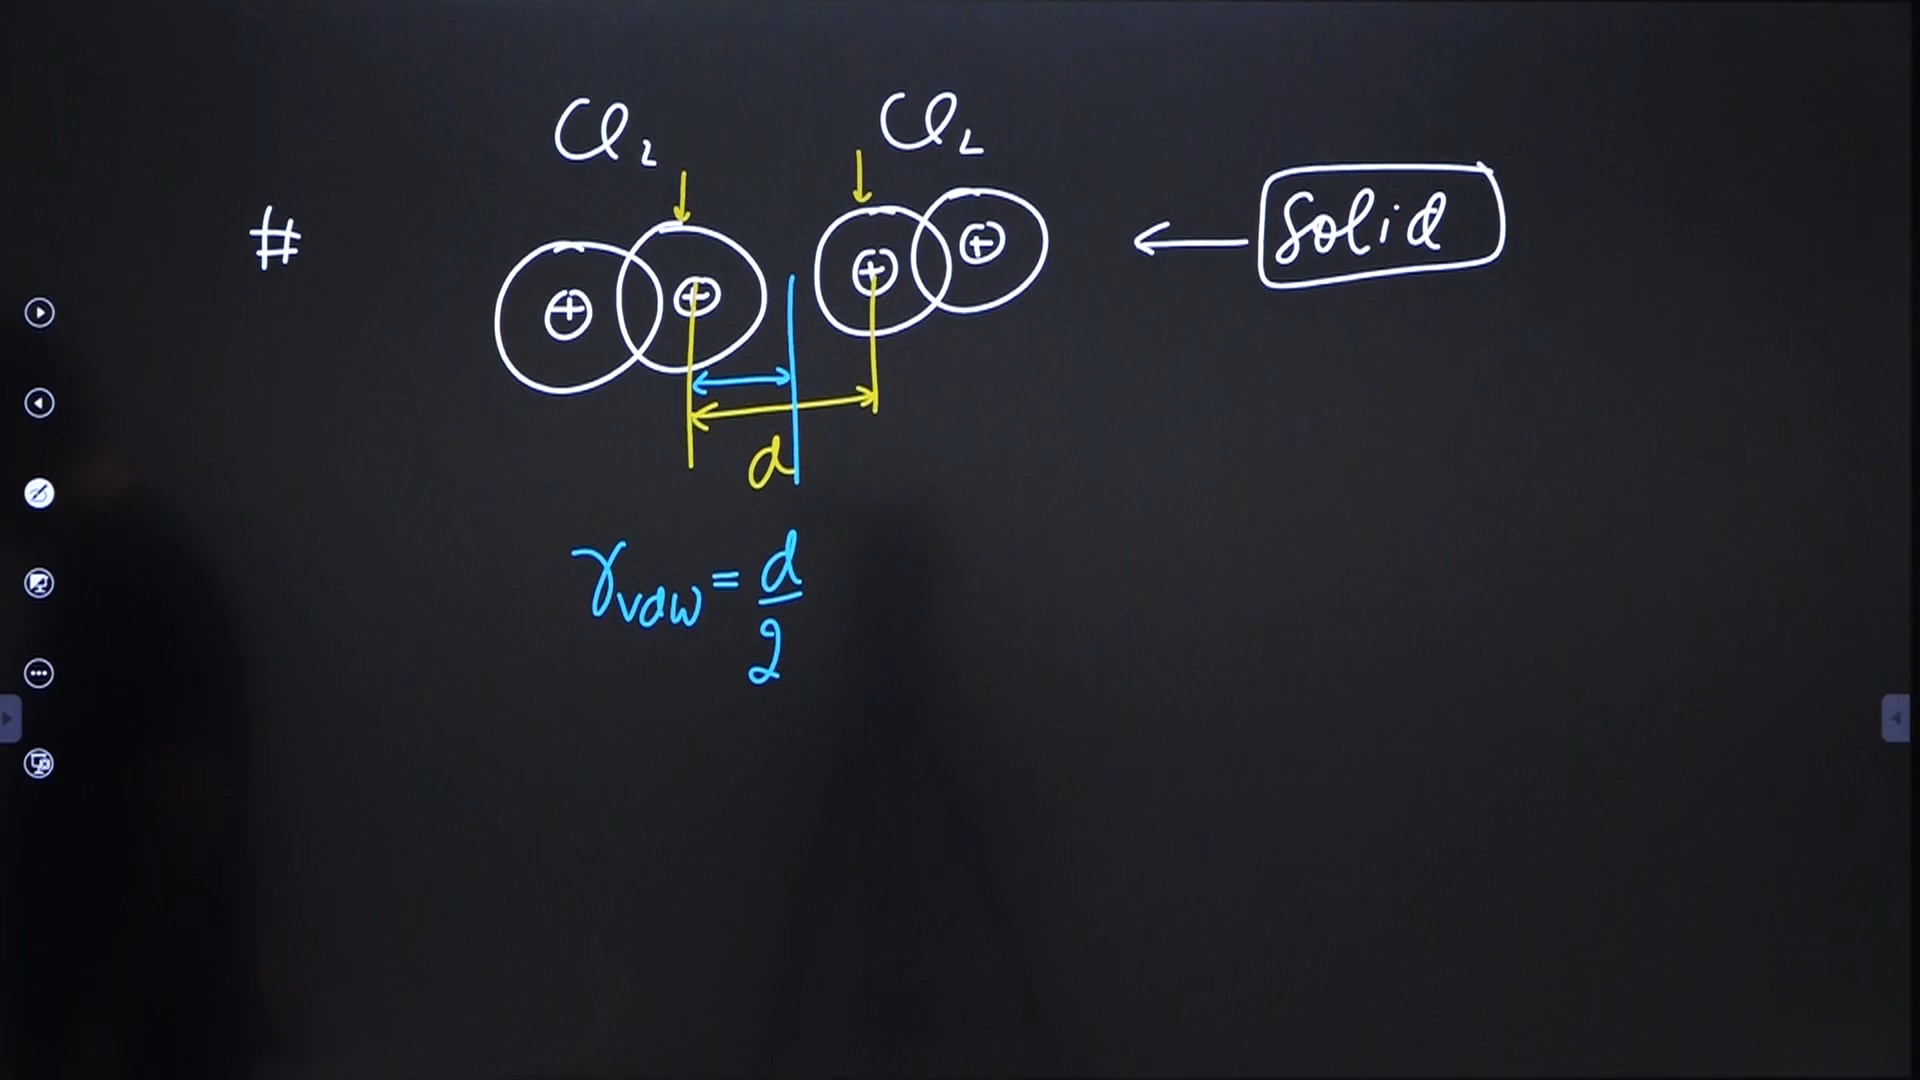 Cl₂ Cl₂
# ← Solid
+ + + +
d
r_vdw = d/2